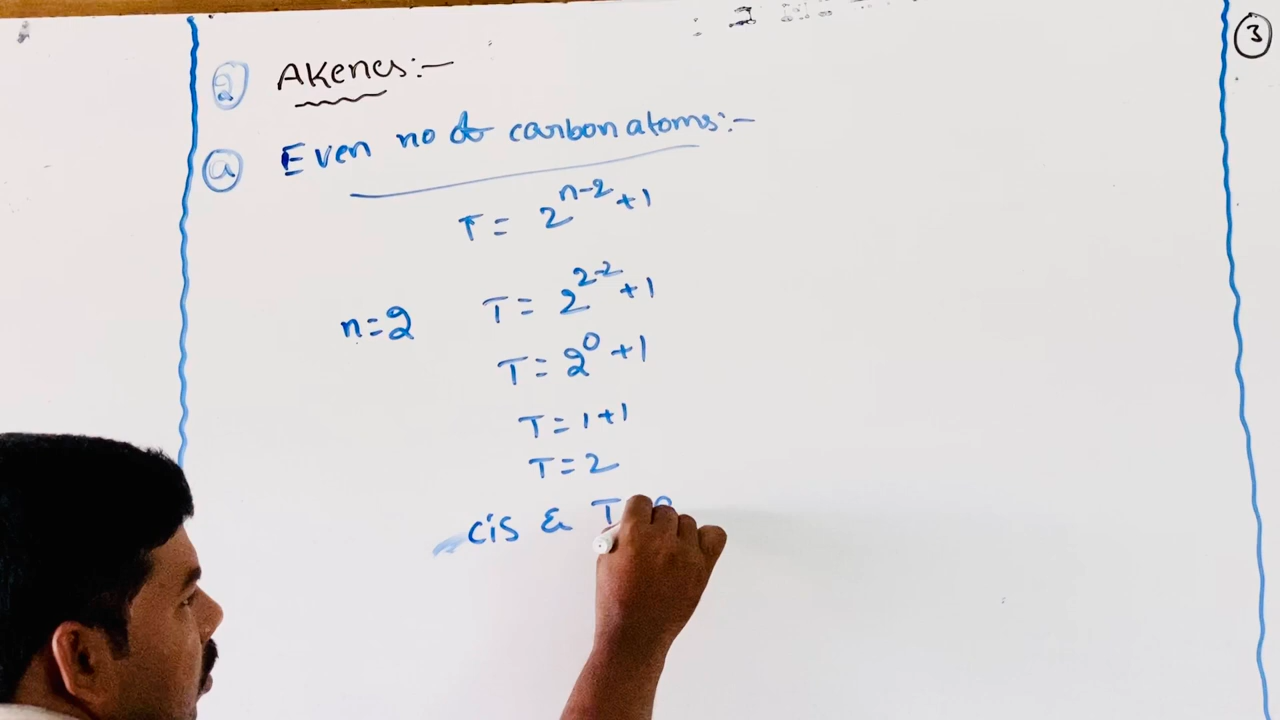 3
2 AKenes:-
a Even no of carbon atoms:-
T = 2^{n-2} + 1
n=2 T = 2^{2-2} + 1
T = 2^0 + 1
T = 1+1
T = 2
cis & T